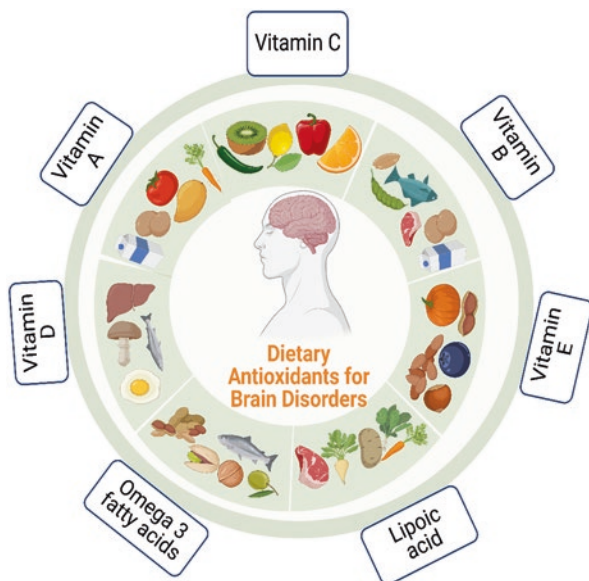 Vitamin C
Vitamin
B
Vitamin
E
Lipoic
acid
Omega 3
fatty acids
Vitamin
D
Vitamin
A
Dietary
Antioxidants for
Brain Disorders